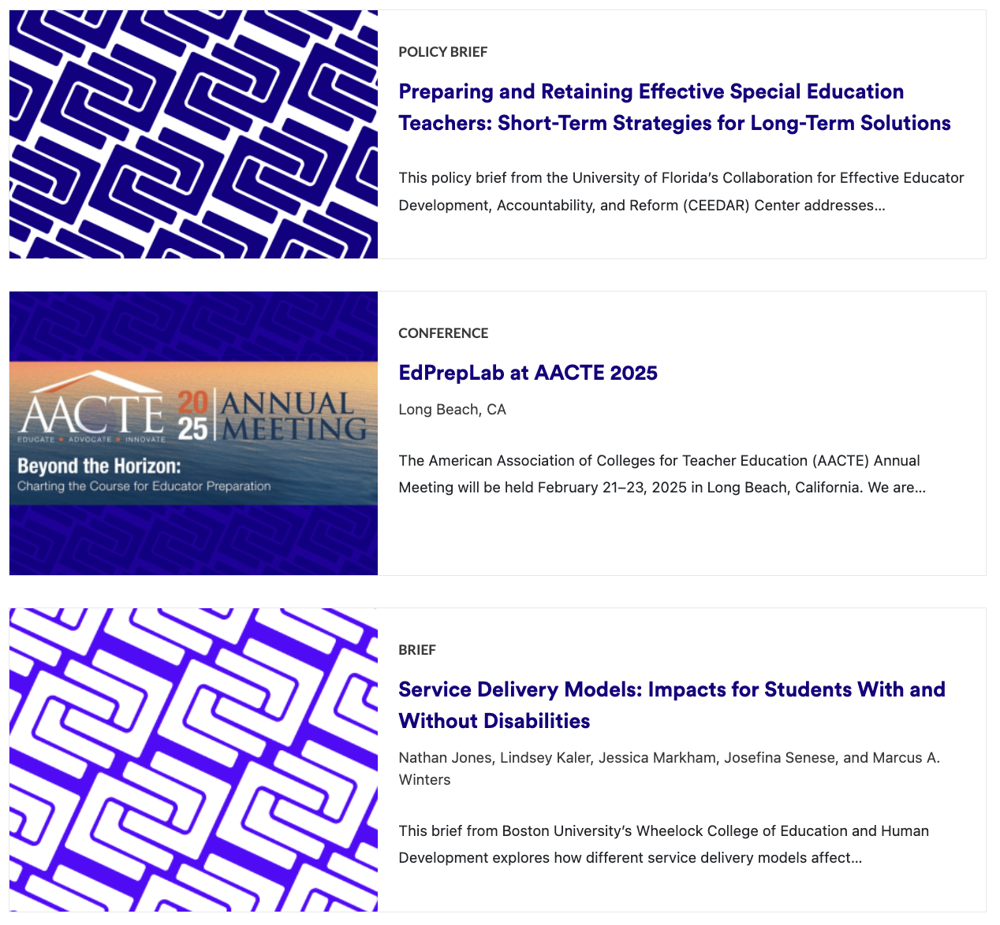 POLICY BRIEF
Preparing and Retaining Effective Special Education
Teachers: Short-Term Strategies for Long-Term Solutions
This policy brief from the University of Florida’s Collaboration for Effective Educator
Development, Accountability, and Reform (CEEDAR) Center addresses...
AACTE
EDUCATE • ADVOCATE • INNOVATE
20
25
ANNUAL
MEETING
Beyond the Horizon:
Charting the Course for Educator Preparation
CONFERENCE
EdPrepLab at AACTE 2025
Long Beach, CA
The American Association of Colleges for Teacher Education (AACTE) Annual
Meeting will be held February 21–23, 2025 in Long Beach, California. We are...
BRIEF
Service Delivery Models: Impacts for Students With and
Without Disabilities
Nathan Jones, Lindsey Kaler, Jessica Markham, Josefina Senese, and Marcus A.
Winters
This brief from Boston University’s Wheelock College of Education and Human
Development explores how different service delivery models affect...